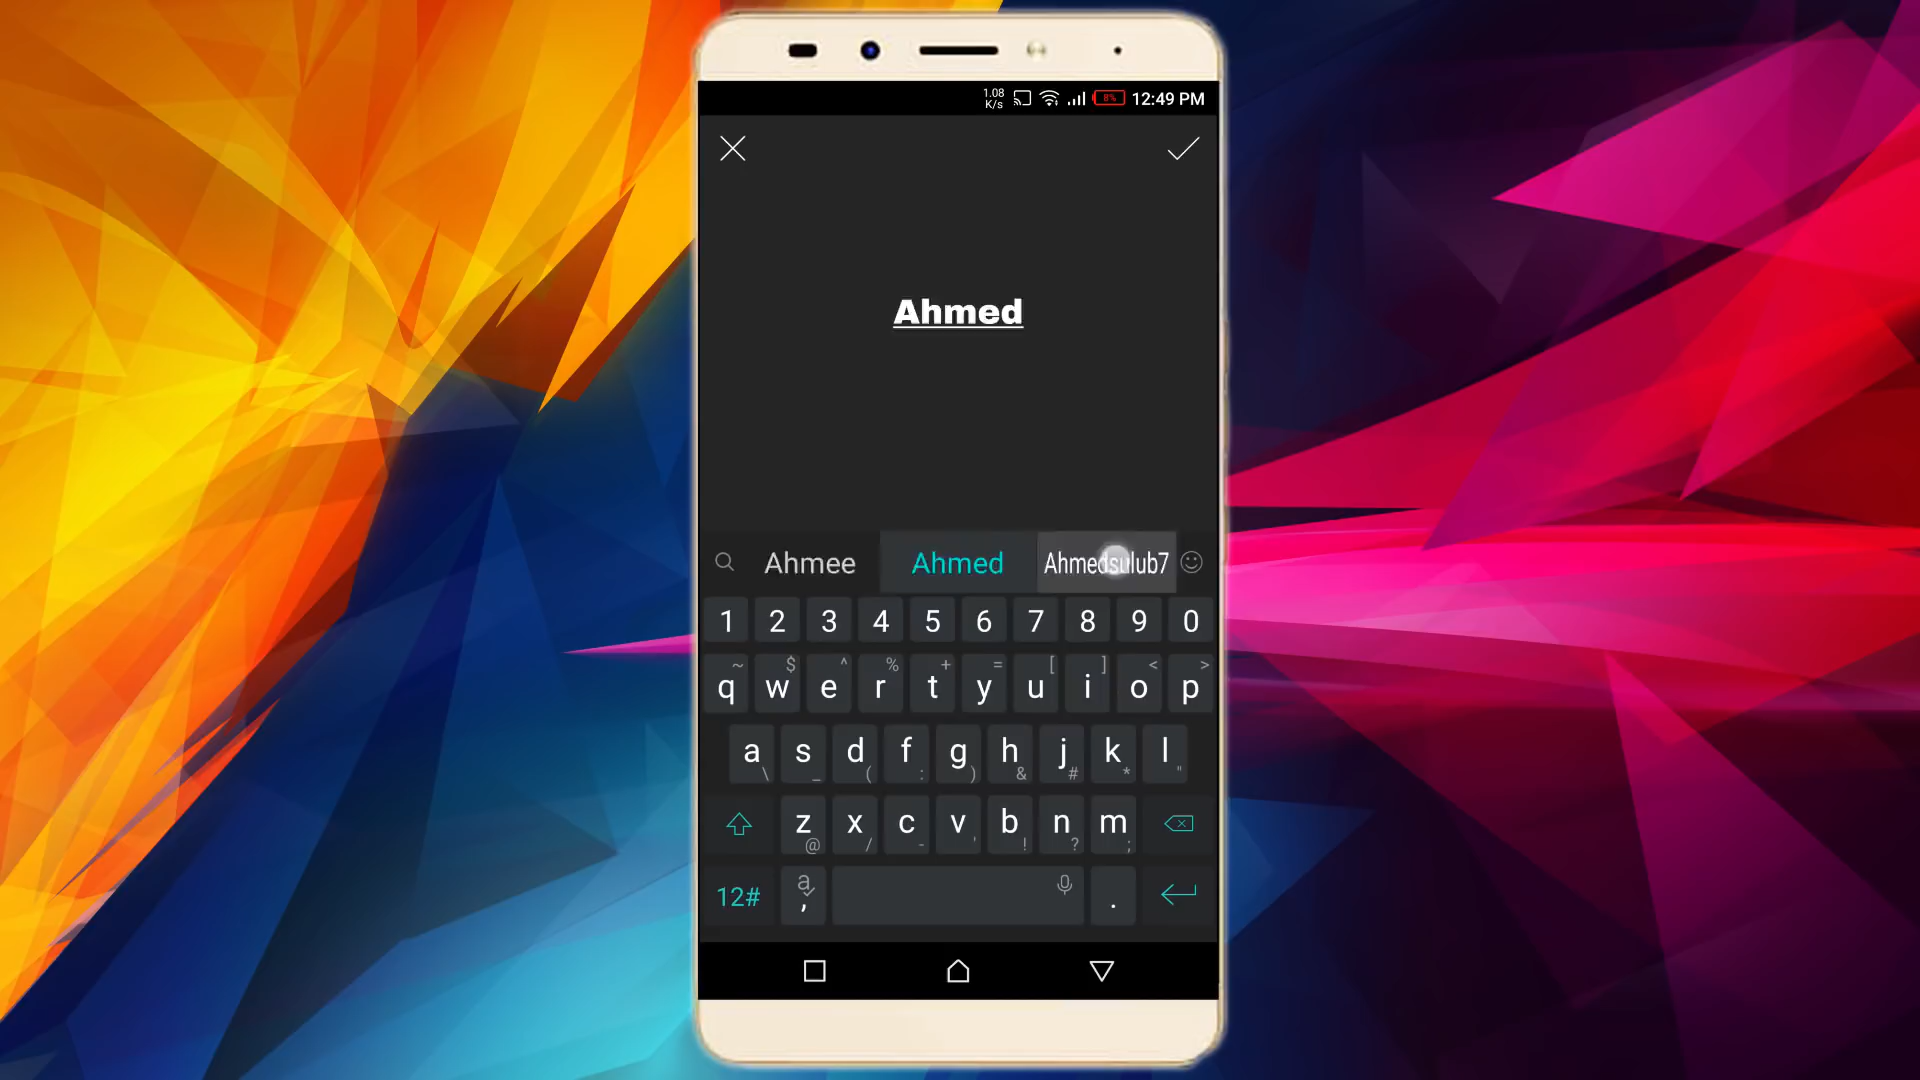 1.08 K/s 8% 12:49 PM
Ahmed
Ahmee Ahmed Ahmedsulub7
1 2 3 4 5 6 7 8 9 0
~ $ ^ % + = [ ] < >
q w e r t y u i o p
a s d f g h j k l
\ _ ( : ) & # * "
z x c v b n m
@ / - ' ! ? ;
12# a , .